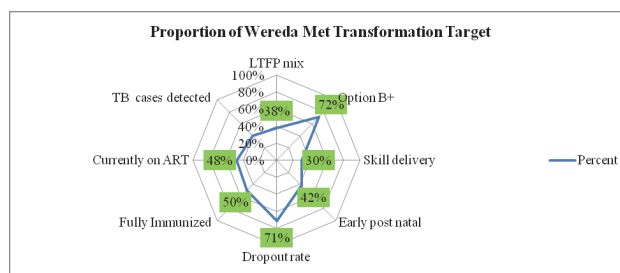 Proportion of Wereda Met Transformation Target
LTFP mix
100%
80%
60%
40%
20%
0%
38%
Option B+
72%
Skill delivery
30%
Early post natal
42%
Dropout rate
71%
Fully Immunized
50%
Currently on ART
48%
TB cases detected
Percent